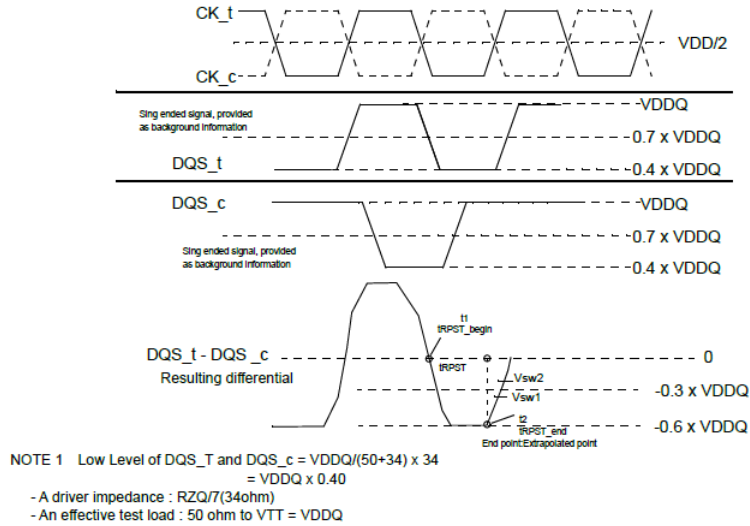 CK_t
VDD/2
CK_c
Sing ended signal, provided
as background information
VDDQ
0.7 x VDDQ
DQS_t
0.4 x VDDQ
DQS_c
VDDQ
0.7 x VDDQ
Sing ended signal, provided
as background information
0.4 x VDDQ
t1
tRPST_begin
DQS_t - DQS _c
0
Resulting differential
tRPST
Vsw2
-0.3 x VDDQ
Vsw1
t2
tRPST_end
-0.6 x VDDQ
End point:Extrapolated point
NOTE 1 Low Level of DQS_T and DQS_c = VDDQ/(50+34) x 34
= VDDQ x 0.40
- A driver impedance : RZQ/7(34ohm)
- An effective test load : 50 ohm to VTT = VDDQ